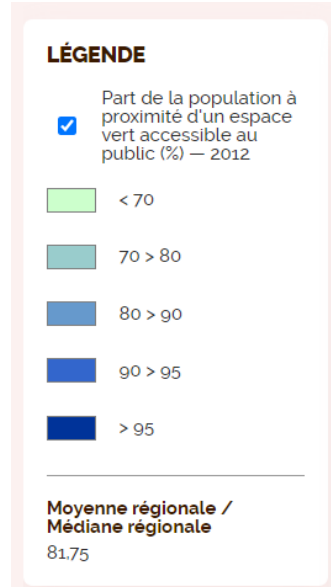 LÉGENDE
Part de la population à
proximité d'un espace
vert accessible au
public (%) — 2012
< 70
70 > 80
80 > 90
90 > 95
> 95
Moyenne régionale /
Médiane régionale
81,75